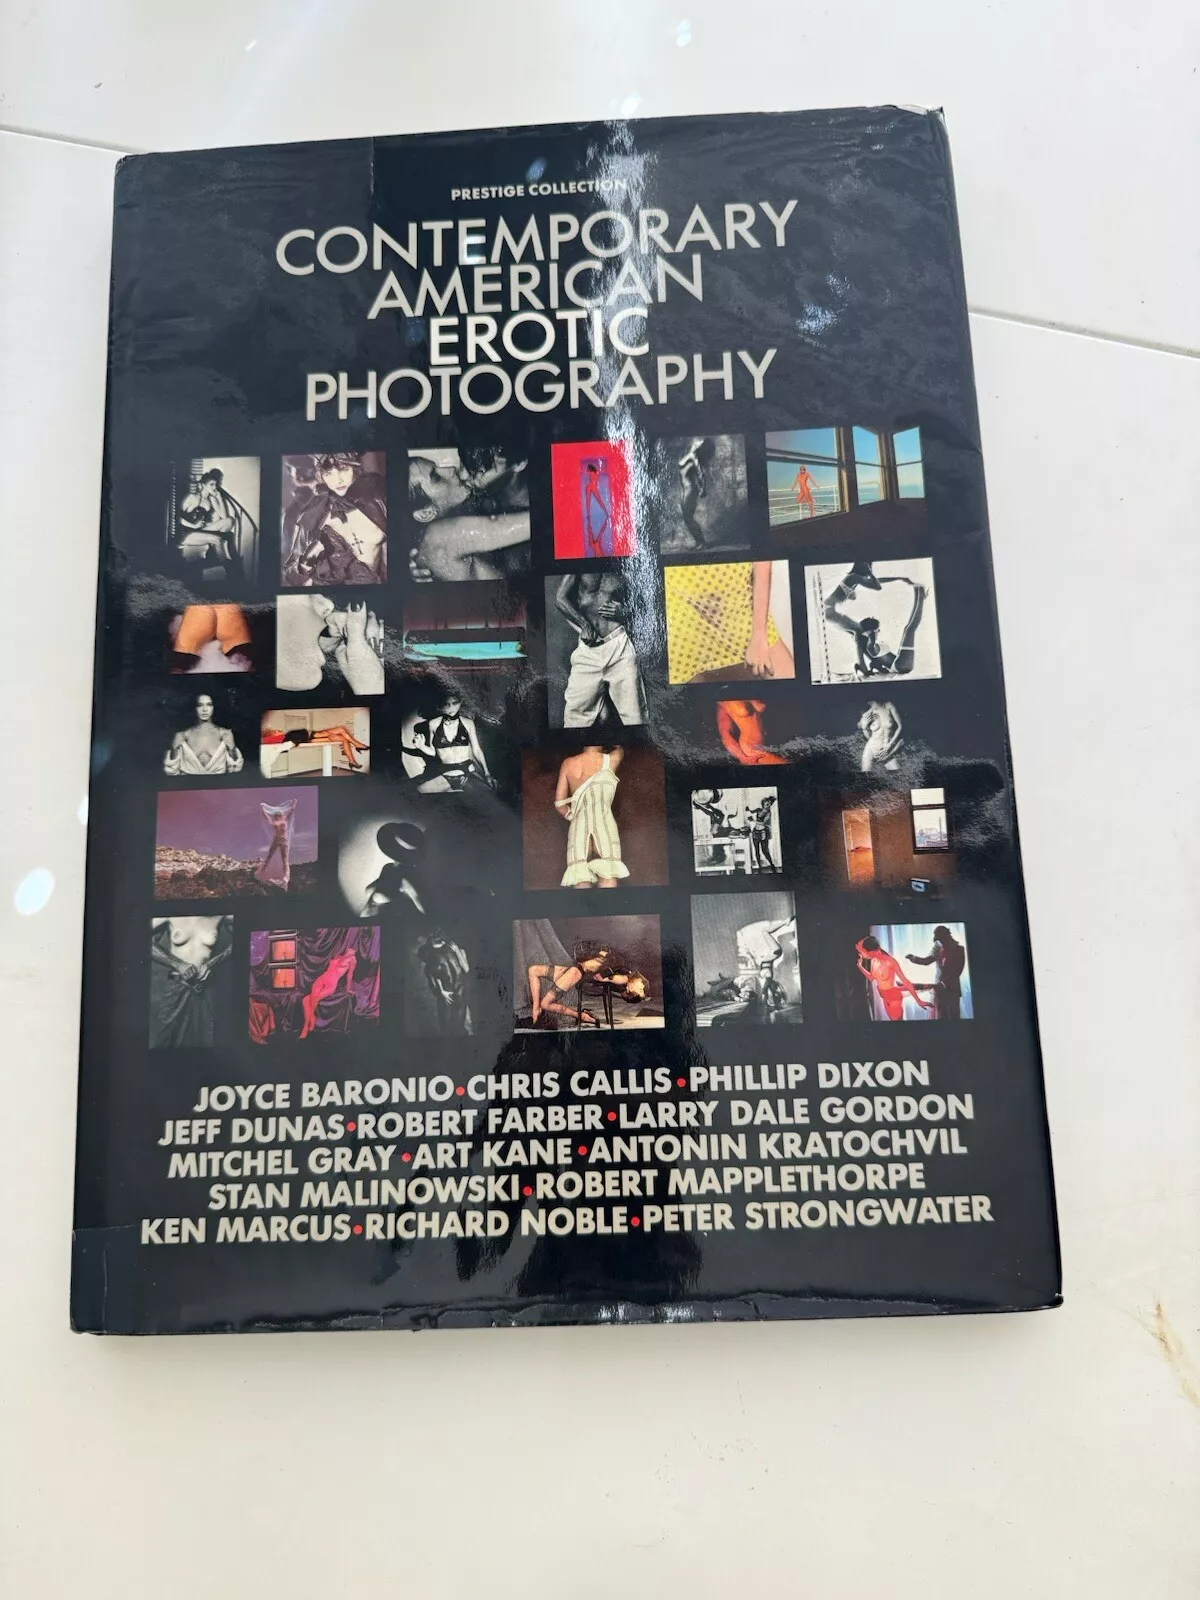 PRESTIGE COLLECTION
CONTEMPORARY
AMERICAN
EROTIC
PHOTOGRAPHY
JOYCE BARONIO•CHRIS CALLIS•PHILLIP DIXON
JEFF DUNAS•ROBERT FARBER•LARRY DALE GORDON
MITCHEL GRAY•ART KANE•ANTONIN KRATOCHVIL
STAN MALINOWSKI•ROBERT MAPPLETHORPE
KEN MARCUS•RICHARD NOBLE•PETER STRONGWATER